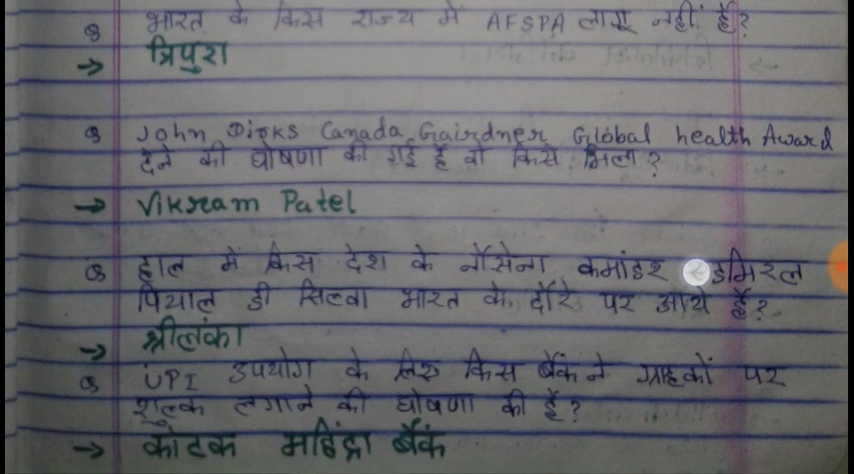 Q भारत के किस राज्य में AFSPA लागू नहीं है?
→ त्रिपुरा
Q John Dirks Canada Gairdner Global health Award
देने की घोषणा की गई है वो किसे मिला?
→ Vikram Patel
Q हाल में किस देश के नौसेना कमांडर एडमिरल
पियाल डी सिल्वा भारत के दौरे पर आये हैं?
→ श्रीलंका
Q UPI उपयोग के लिए किस बैंक ने ग्राहकों पर
शुल्क लगाने की घोषणा की है?
→ कोटक महिंद्रा बैंक